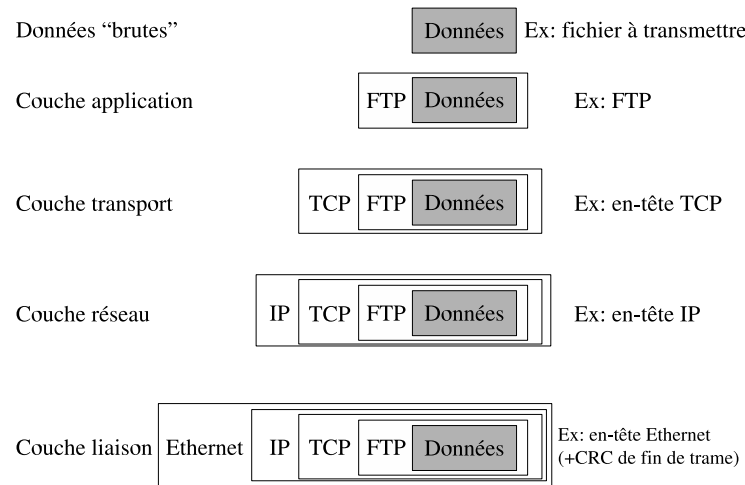 Données “brutes” Données Ex: fichier à transmettre
Couche application FTP Données Ex: FTP
Couche transport TCP FTP Données Ex: en-tête TCP
Couche réseau IP TCP FTP Données Ex: en-tête IP
Couche liaison Ethernet IP TCP FTP Données Ex: en-tête Ethernet
(+CRC de fin de trame)